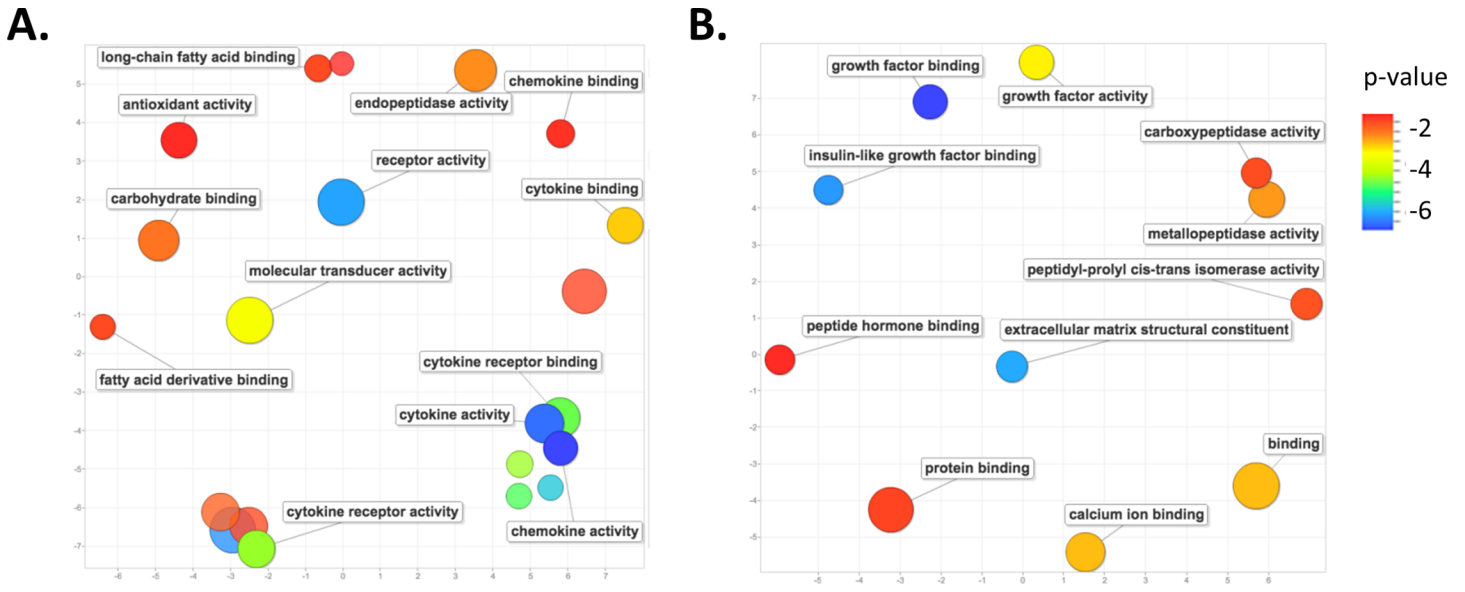 A.
long-chain fatty acid binding
antioxidant activity
endopeptidase activity
chemokine binding
receptor activity
carbohydrate binding
cytokine binding
molecular transducer activity
fatty acid derivative binding
cytokine receptor binding
cytokine activity
cytokine receptor activity
chemokine activity
5
4
3
2
1
0
-1
-2
-3
-4
-5
-6
-7
-6 -5 -4 -3 -2 -1 0 1 2 3 4 5 6 7
B.
growth factor binding
growth factor activity
carboxypeptidase activity
insulin-like growth factor binding
metallopeptidase activity
peptidyl-prolyl cis-trans isomerase activity
peptide hormone binding
extracellular matrix structural constituent
binding
protein binding
calcium ion binding
7
6
5
4
3
2
1
0
-1
-2
-3
-4
-5
-5 -4 -3 -2 -1 0 1 2 3 4 5 6
p-value
-2
-4
-6